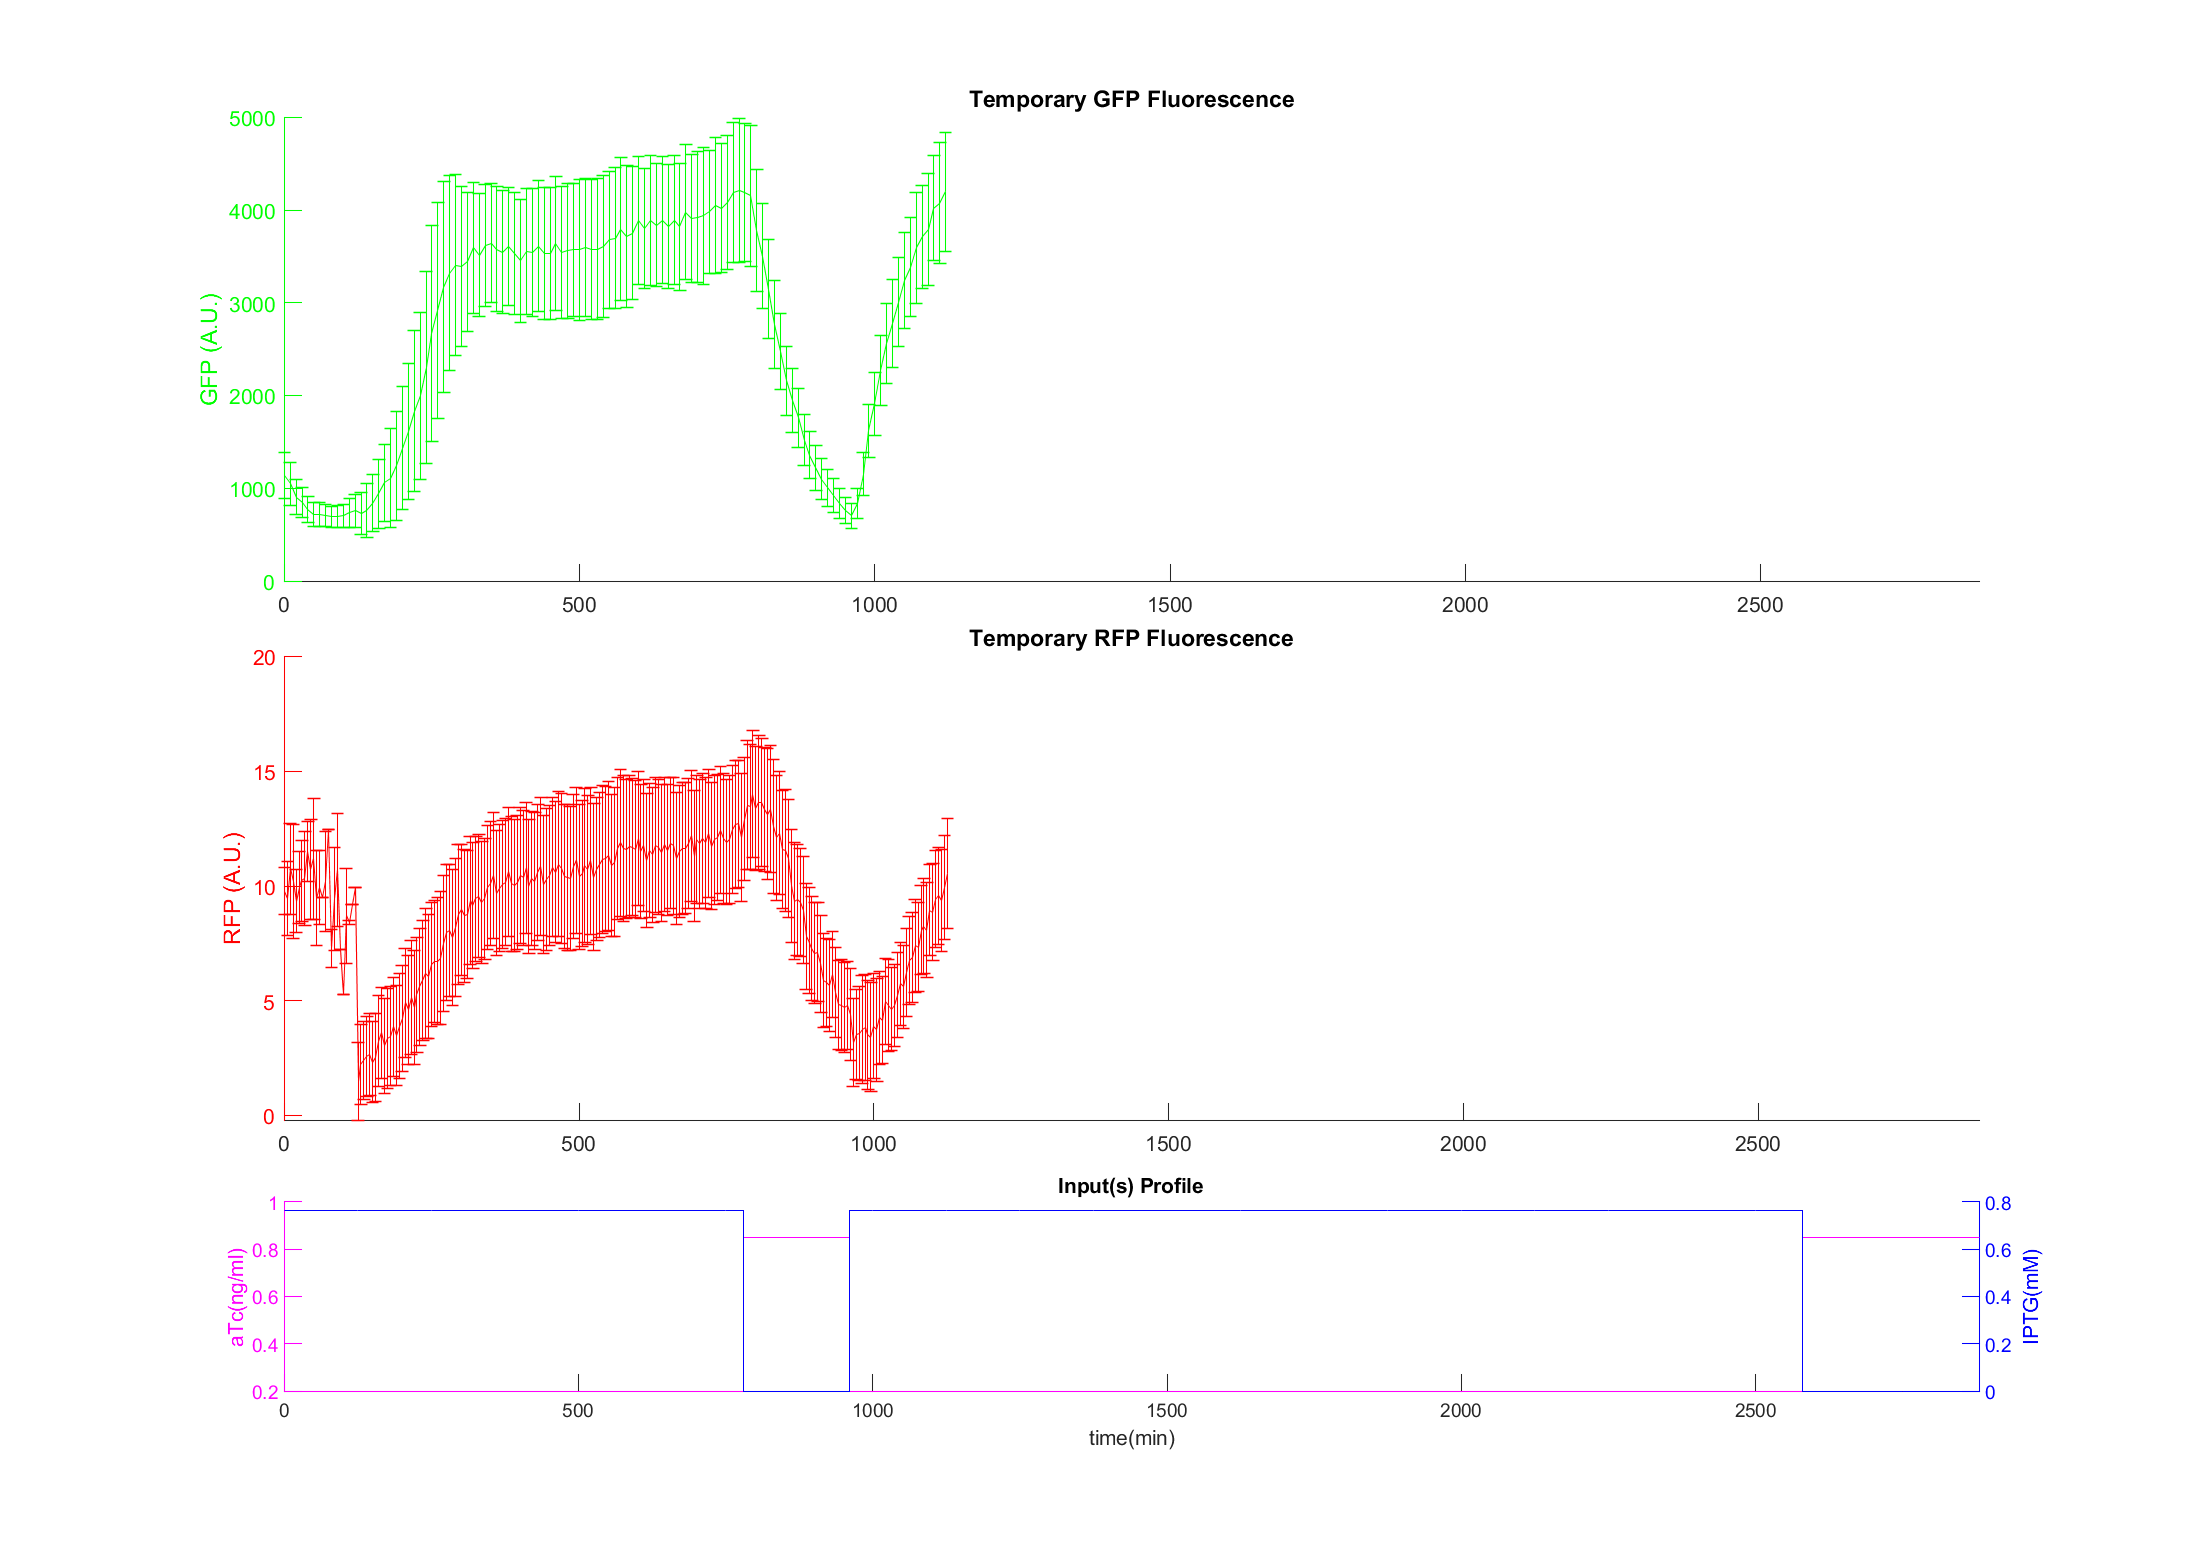 Temporary GFP Fluorescence
GFP (A.U.)
5000
4000
3000
2000
1000
0
0 500 1000 1500 2000 2500
Temporary RFP Fluorescence
RFP (A.U.)
20
15
10
5
0
0 500 1000 1500 2000 2500
Input(s) Profile
aTc(ng/ml)
1
0.8
0.6
0.4
0.2
0.8
0.6
0.4
0.2
0
IPTG(mM)
0 500 1000 1500 2000 2500
time(min)